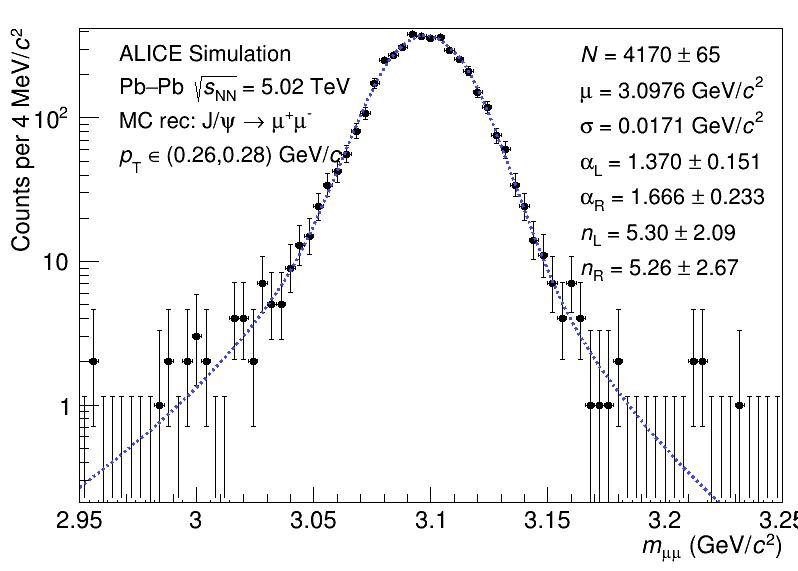 ALICE Simulation
Pb–Pb √sNN = 5.02 TeV
MC rec: J/ψ → μ⁺μ⁻
pT ∈ (0.26,0.28) GeV/c
N = 4170 ± 65
μ = 3.0976 GeV/c²
σ = 0.0171 GeV/c²
αL = 1.370 ± 0.151
αR = 1.666 ± 0.233
nL = 5.30 ± 2.09
nR = 5.26 ± 2.67
Counts per 4 MeV/c²
10²
10
1
2.95 3 3.05 3.1 3.15 3.2 3.25
mμμ (GeV/c²)